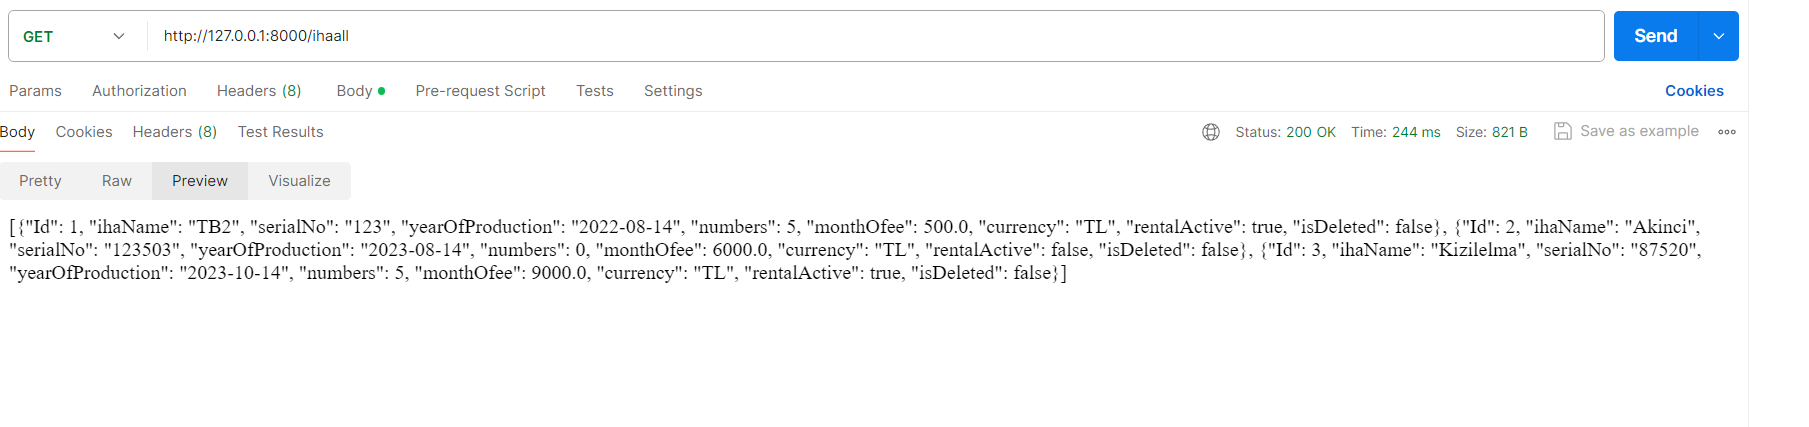 GET http://127.0.0.1:8000/ihaall Send
Params Authorization Headers (8) Body Pre-request Script Tests Settings Cookies
Body Cookies Headers (8) Test Results Status: 200 OK Time: 244 ms Size: 821 B Save as example
Pretty Raw Preview Visualize
[{"Id": 1, "ihaName": "TB2", "serialNo": "123", "yearOfProduction": "2022-08-14", "numbers": 5, "monthOfee": 500.0, "currency": "TL", "rentalActive": true, "isDeleted": false}, {"Id": 2, "ihaName": "Akinci",
"serialNo": "123503", "yearOfProduction": "2023-08-14", "numbers": 0, "monthOfee": 6000.0, "currency": "TL", "rentalActive": false, "isDeleted": false}, {"Id": 3, "ihaName": "Kizilelma", "serialNo": "87520",
"yearOfProduction": "2023-10-14", "numbers": 5, "monthOfee": 9000.0, "currency": "TL", "rentalActive": true, "isDeleted": false}]